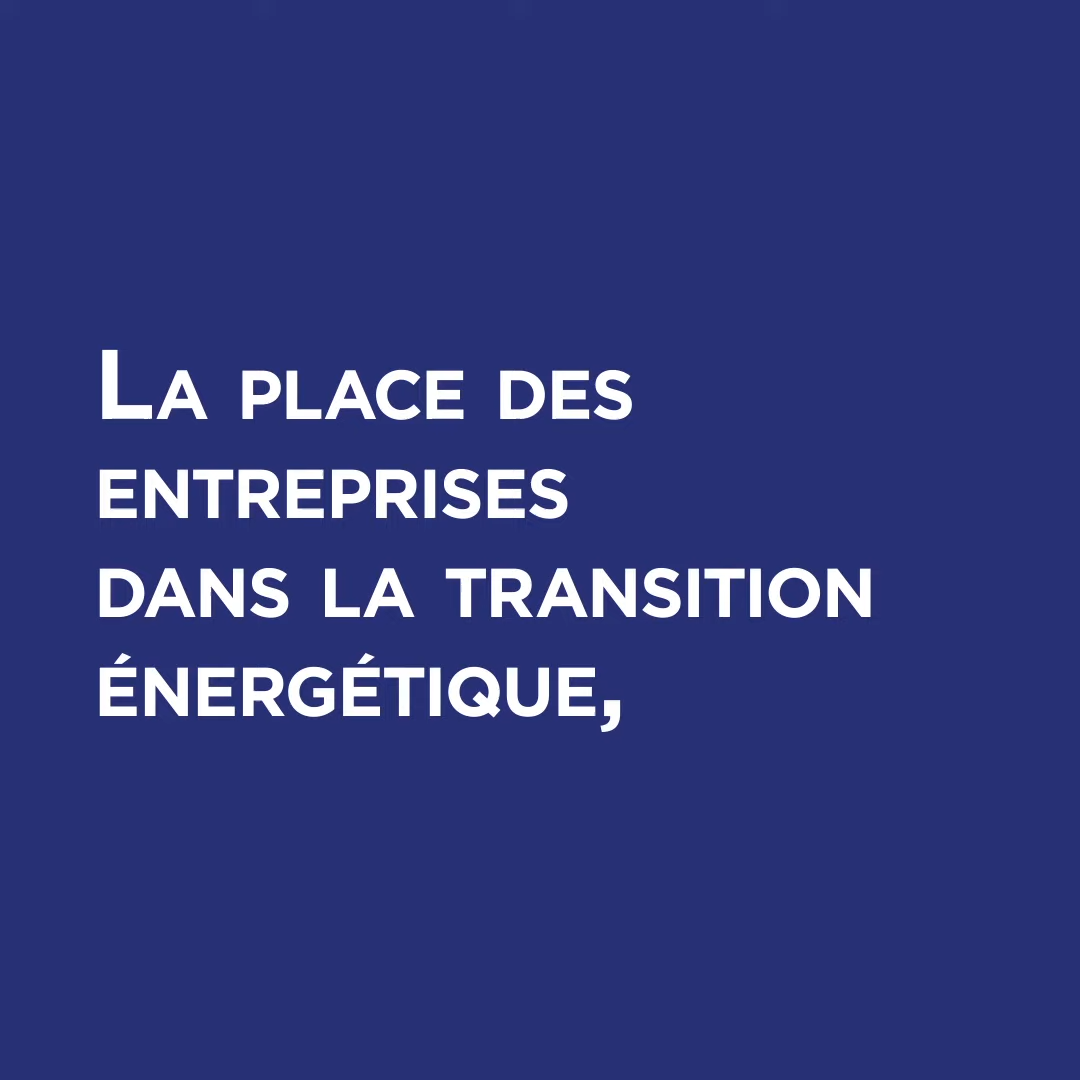 La place des
entreprises
dans la transition
énergétique,